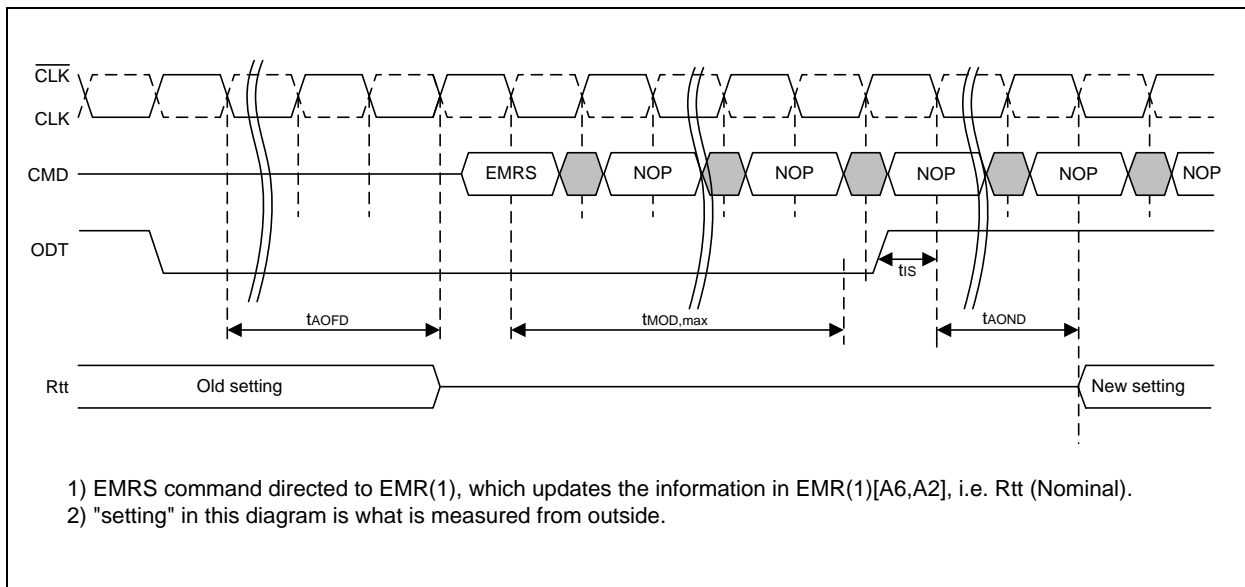 CLK
CLK
CMD EMRS NOP NOP NOP NOP NOP
ODT
tIS
tAOFD tMOD,max tAOND
Rtt Old setting New setting
1) EMRS command directed to EMR(1), which updates the information in EMR(1)[A6,A2], i.e. Rtt (Nominal).
2) "setting" in this diagram is what is measured from outside.